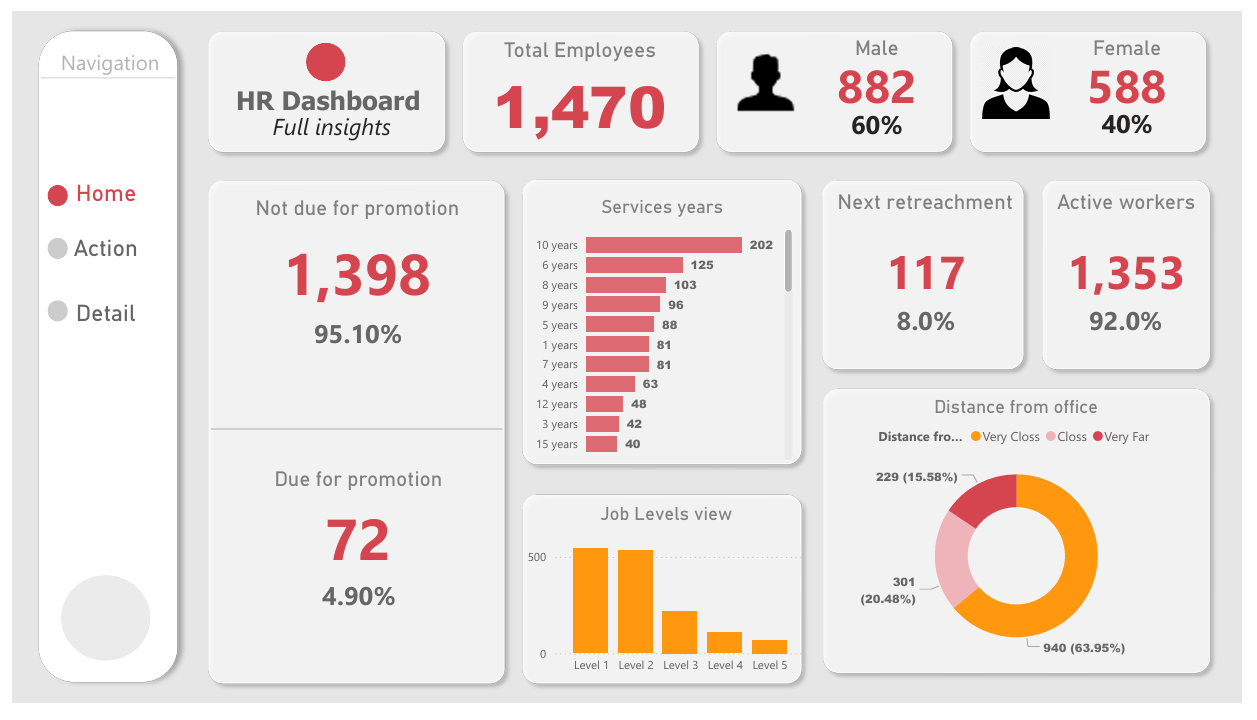 Navigation
Home
Action
Detail
HR Dashboard
Full insights
Total Employees
1,470
Male
882
60%
Female
588
40%
Not due for promotion
1,398
95.10%
Due for promotion
72
4.90%
Services years
10 years 202
6 years 125
8 years 103
9 years 96
5 years 88
1 years 81
7 years 81
4 years 63
12 years 48
3 years 42
15 years 40
Job Levels view
500
0
Level 1 Level 2 Level 3 Level 4 Level 5
Next retreachment
117
8.0%
Active workers
1,353
92.0%
Distance from office
Distance fro... Very Closs Closs Very Far
229 (15.58%)
301
(20.48%)
940 (63.95%)